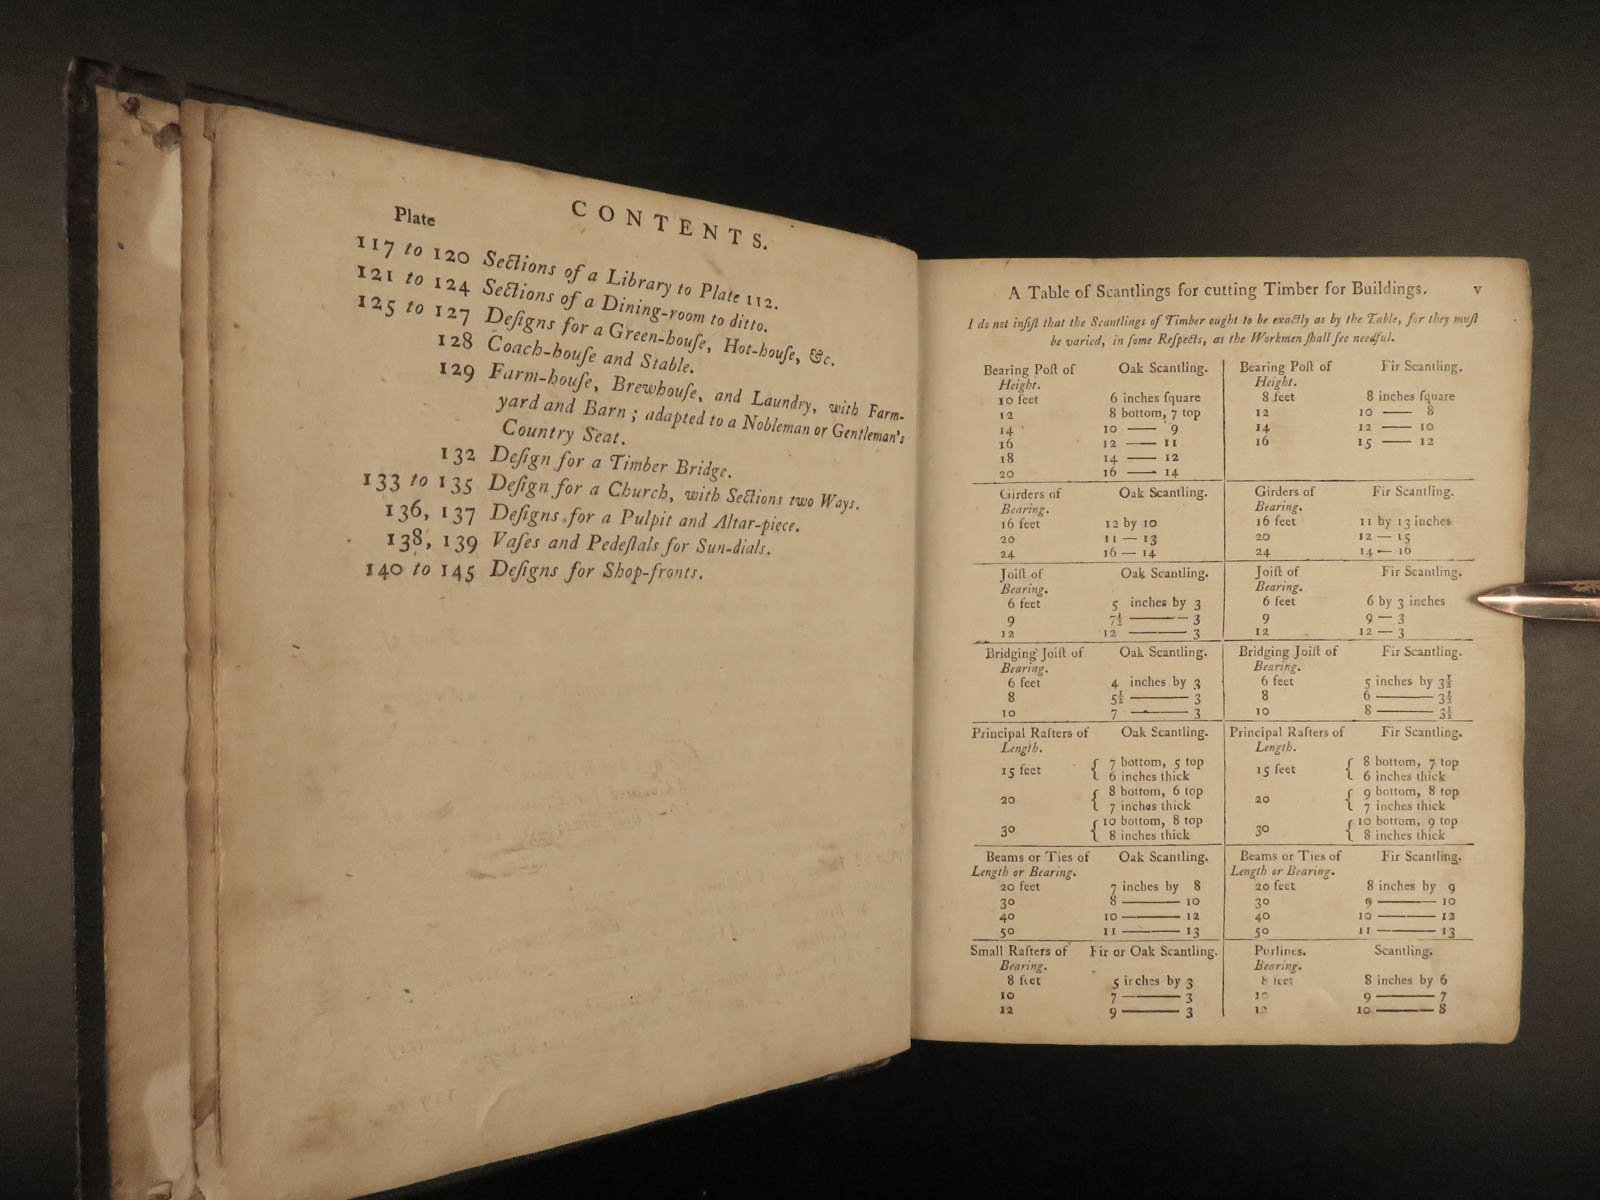 CONTENTS.
Plate
117 to 120 Sections of a Library to Plate 112.
121 to 124 Sections of a Dining-room to ditto.
125 to 127 Deſigns for a Green-houſe, Hot-houſe, &c.
128 Coach-houſe and Stable.
129 Farm-houſe, Brewhouſe, and Laundry, with Farm-
yard and Barn; adapted to a Nobleman or Gentleman's
Country Seat.
132 Deſign for a Timber Bridge.
133 to 135 Deſign for a Church, with Sections two Ways.
136, 137 Deſigns for a Pulpit and Altar-piece.
138, 139 Vaſes and Pedeſtals for Sun-dials.
140 to 145 Deſigns for Shop-fronts.
A Table of Scantlings for cutting Timber for Buildings. v
I do not inſiſt that the Scantlings of Timber ought to be exactly as by the Table, for they muſt
be varied, in ſome Reſpects, as the Workmen ſhall ſee needful.
Bearing Poſt of Oak Scantling.
Height.
10 feet 6 inches ſquare
12 8 bottom, 7 top
14 10 — 9
16 12 — 11
18 14 — 12
20 16 — 14
Bearing Poſt of Fir Scantling.
Height.
8 feet 8 inches ſquare
12 10 — 8
14 12 — 10
16 15 — 12
Girders of Oak Scantling.
Bearing.
16 feet 12 by 10
20 11 — 13
24 16 — 14
Girders of Fir Scantling.
Bearing.
16 feet 11 by 13 inches
20 12 — 15
24 14 — 16
Joiſt of Oak Scantling.
Bearing.
6 feet 5 inches by 3
9 7½ — 3
12 12 — 3
Joiſt of Fir Scantling.
Bearing.
6 feet 6 by 3 inches
9 9 — 3
12 12 — 3
Bridging Joiſt of Oak Scantling.
Bearing.
6 feet 4 inches by 3
8 5½ — 3
10 7 — 3
Bridging Joiſt of Fir Scantling.
Bearing.
6 feet 5 inches by 3½
8 6 — 3½
10 8 — 3½
Principal Rafters of Oak Scantling.
Length.
15 feet { 7 bottom, 5 top
6 inches thick
20 { 8 bottom, 6 top
7 inches thick
30 { 10 bottom, 8 top
8 inches thick
Principal Rafters of Fir Scantling.
Length.
15 feet { 8 bottom, 7 top
6 inches thick
20 { 9 bottom, 8 top
7 inches thick
30 { 10 bottom, 9 top
8 inches thick
Beams or Ties of Oak Scantling.
Length or Bearing.
20 feet 7 inches by 8
30 8 — 10
40 10 — 12
50 11 — 13
Beams or Ties of Fir Scantling.
Length or Bearing.
20 feet 8 inches by 9
30 9 — 10
40 10 — 12
50 11 — 13
Small Rafters of Fir or Oak Scantling.
Bearing.
8 feet 5 inches by 3
10 7 — 3
12 9 — 3
Purlines. Scantling.
Bearing.
8 feet 8 inches by 6
9 — 7
10 — 8